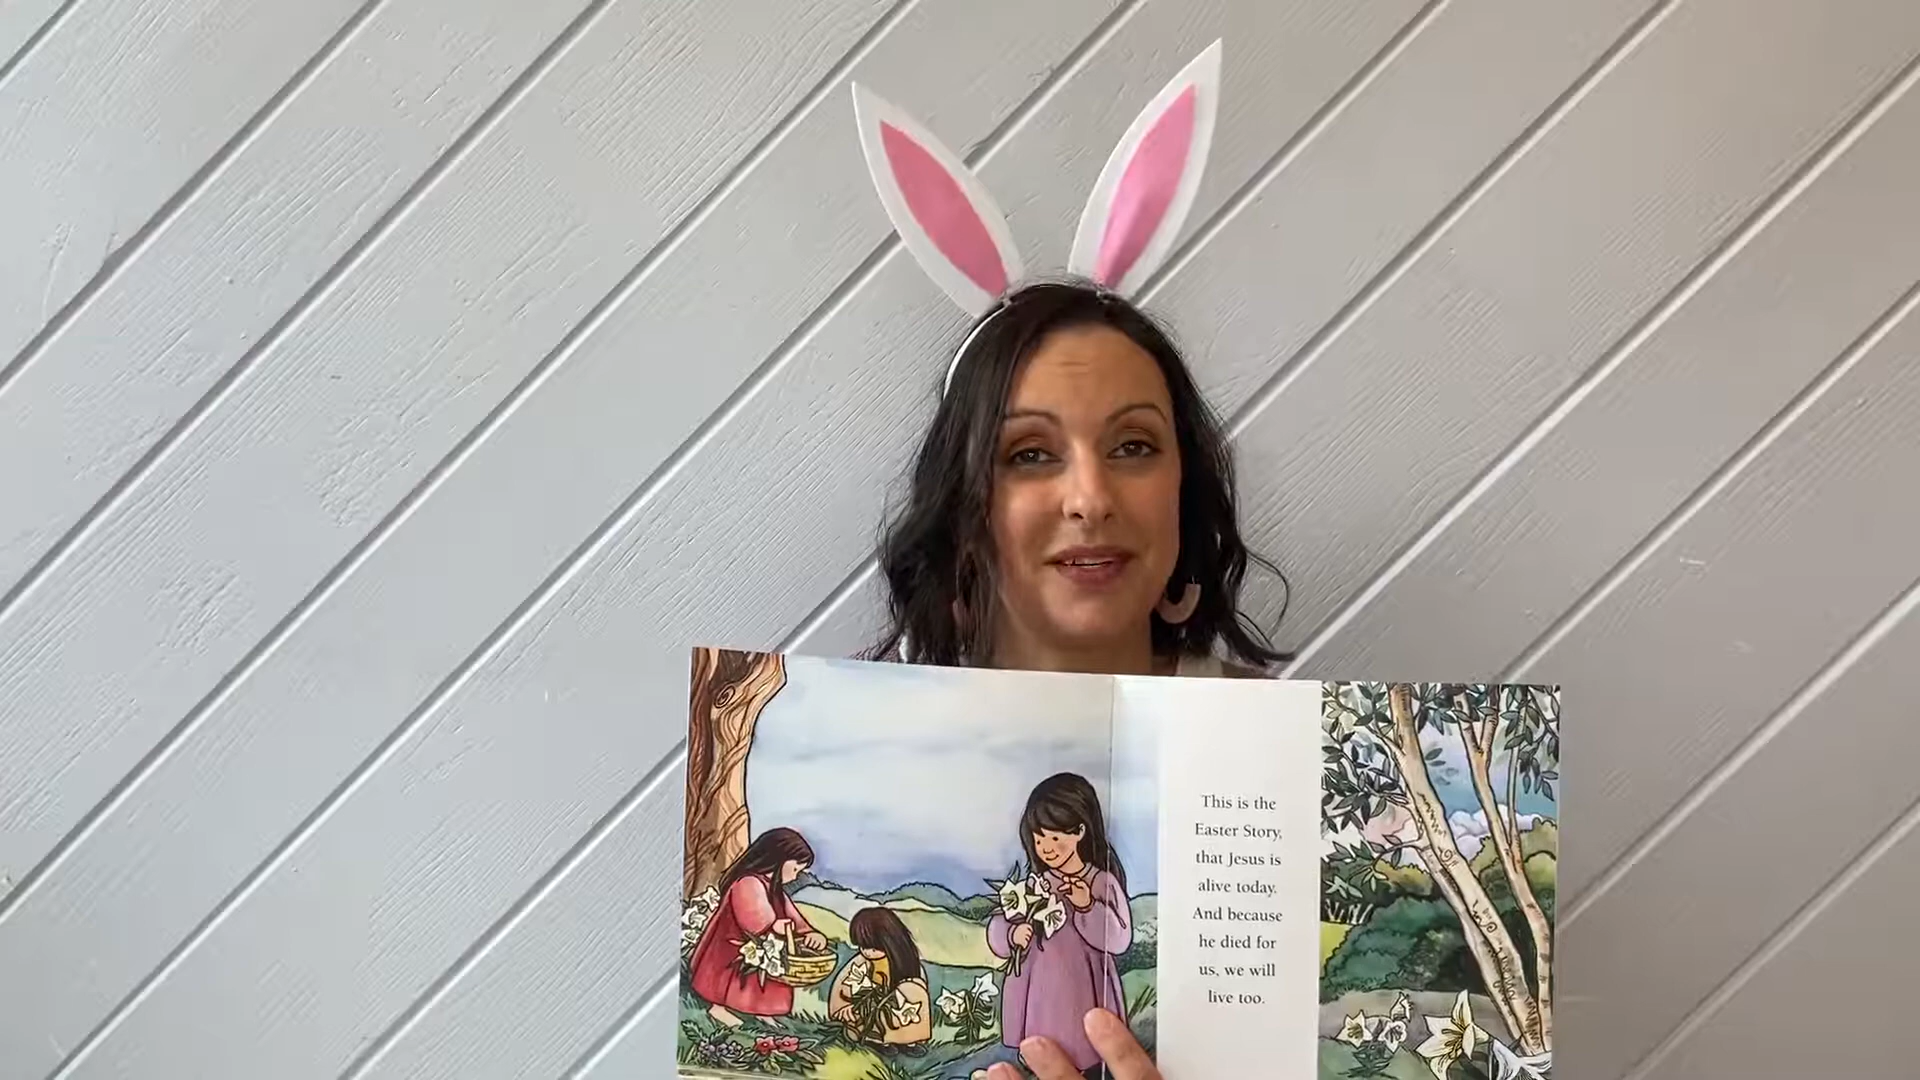 This is the
Easter Story,
that Jesus is
alive today.
And because
he died for
us, we will
live too.